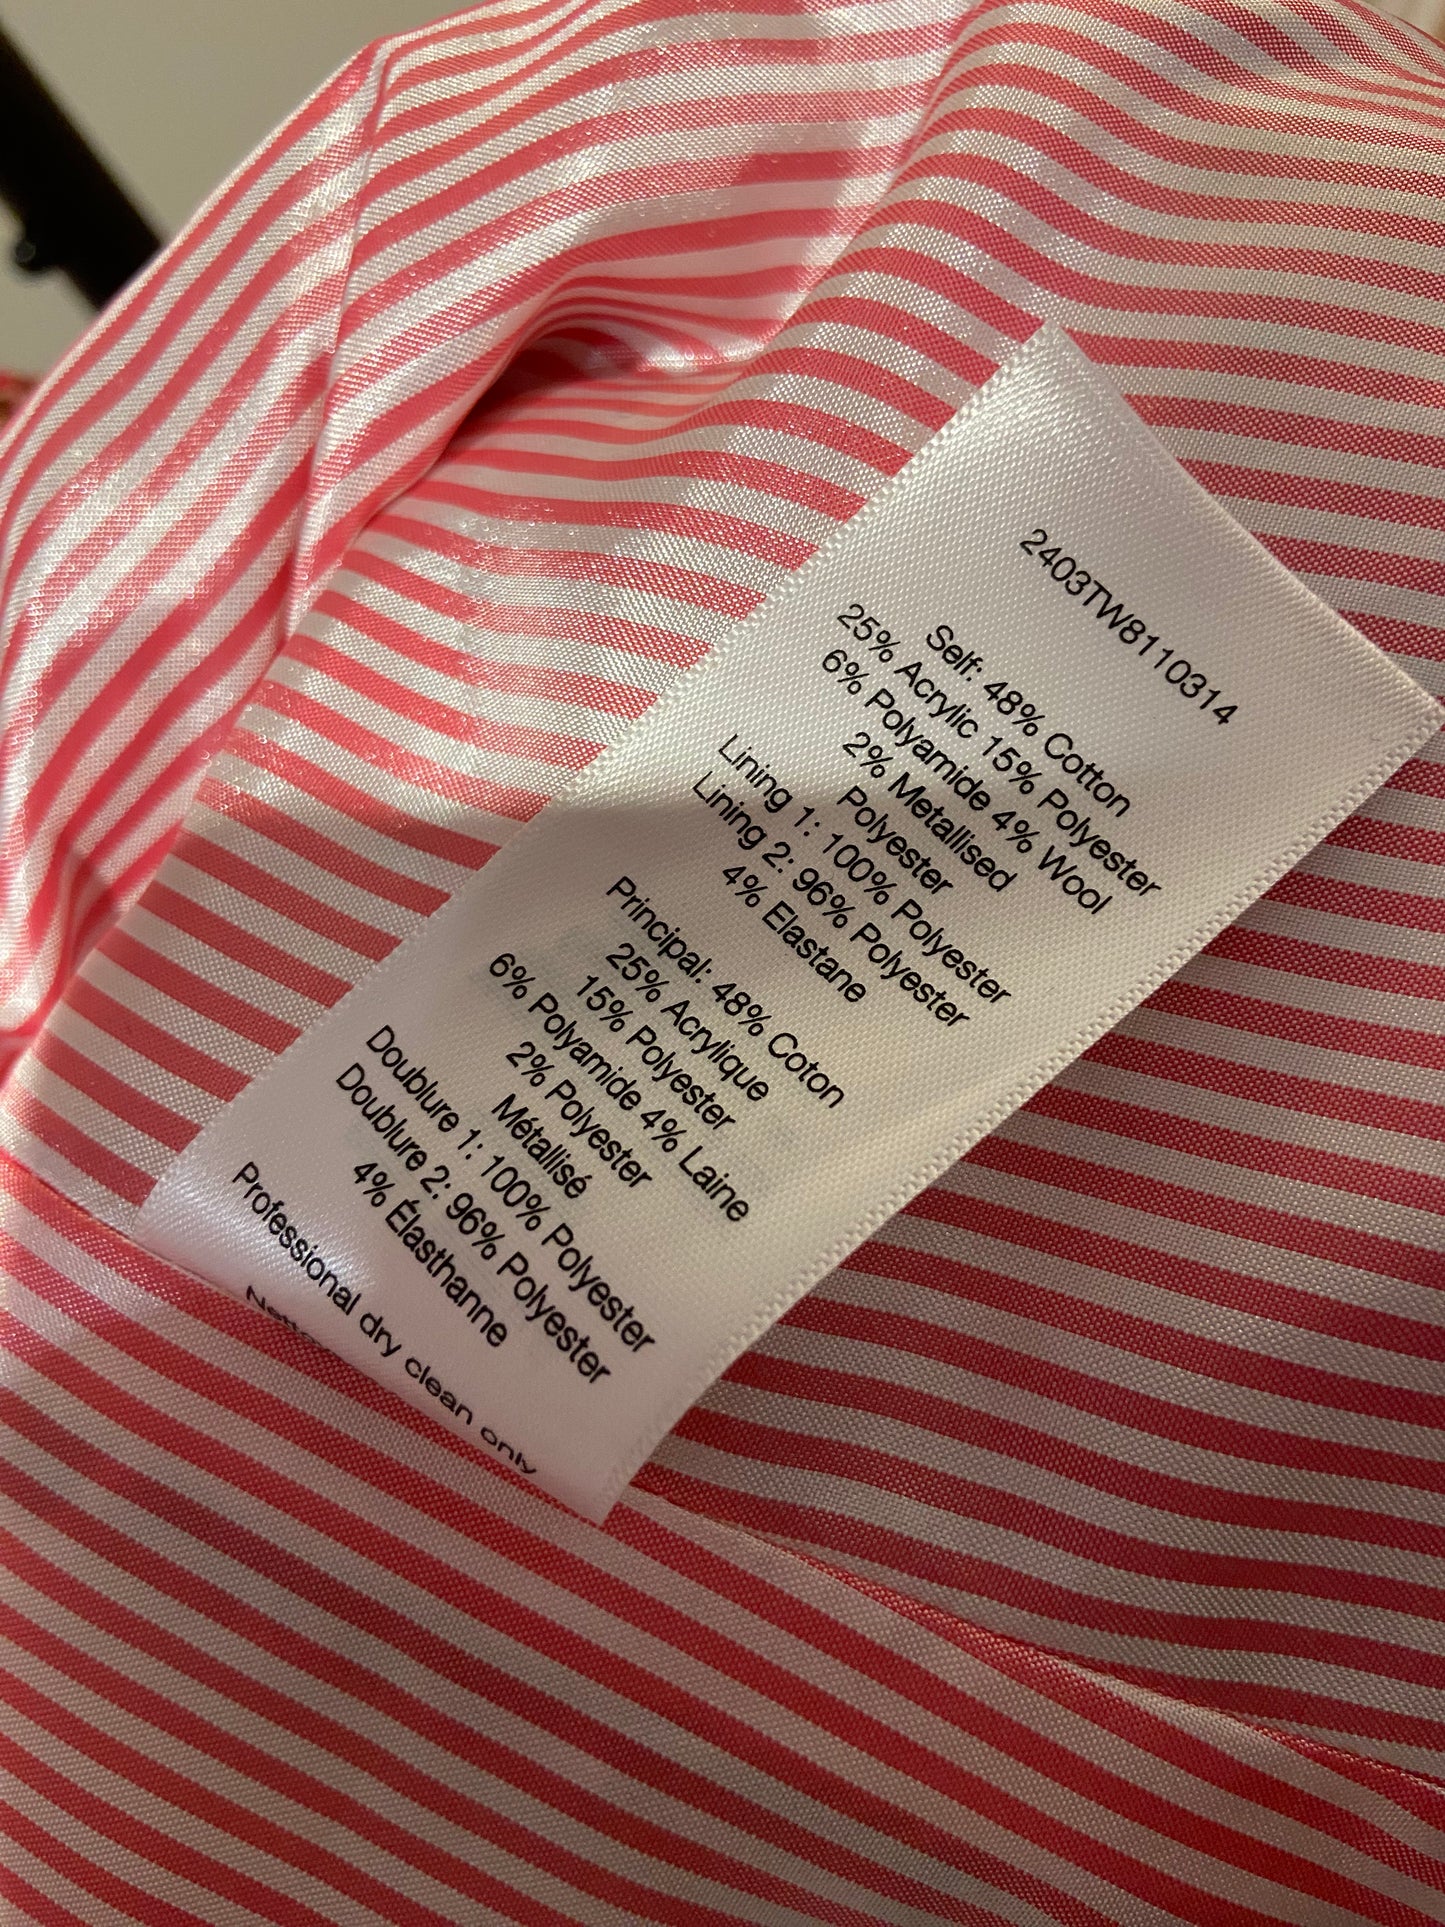 2403TW8110314
Self: 48% Cotton
25% Acrylic 15% Polyester
6% Polyamide 4% Wool
2% Metallised
Polyester
Lining 1: 100% Polyester
Lining 2: 96% Polyester
4% Elastane
Principal: 48% Coton
25% Acrylique
15% Polyester
6% Polyamide 4% Laine
2% Polyester
Métallisé
Doublure 1: 100% Polyester
Doublure 2: 96% Polyester
4% Élasthanne
Professional dry clean only